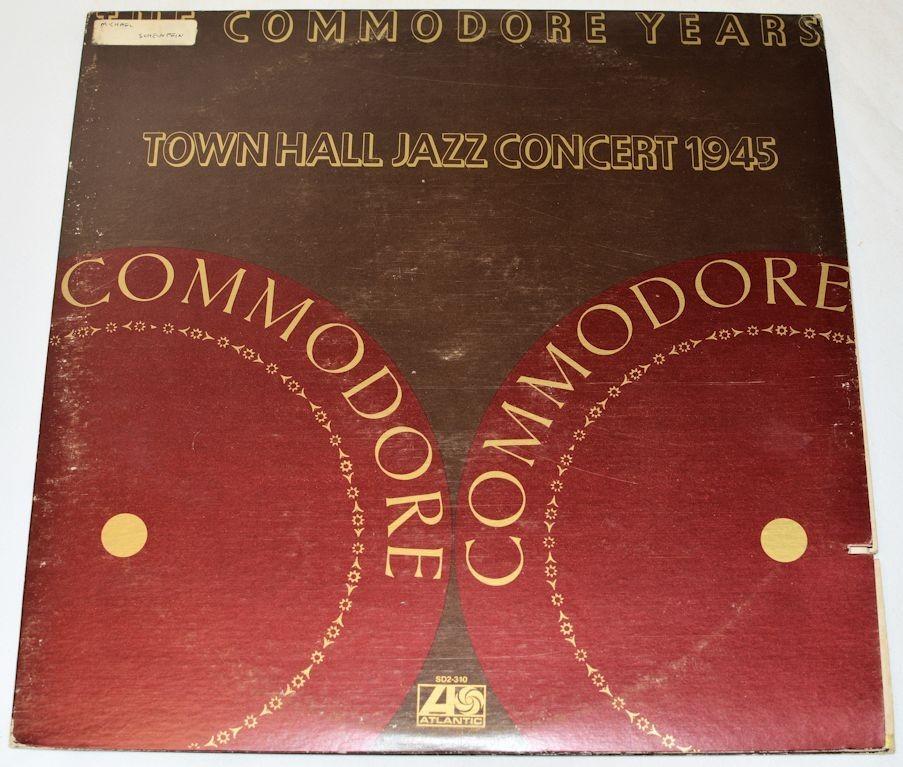 THE COMMODORE YEARS
MICHAEL
TOWN HALL JAZZ CONCERT 1945
COMMODORE
COMMODORE
SD2-310
ATLANTIC